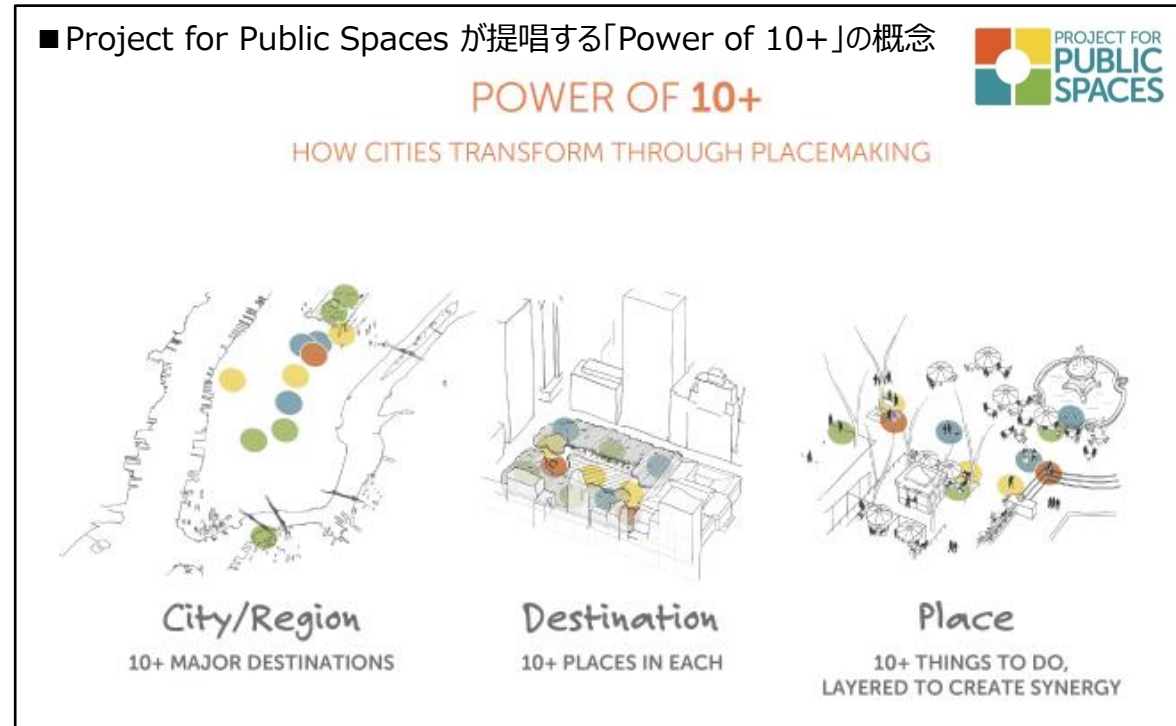 ■Project for Public Spaces が提唱する「Power of 10+」の概念
PROJECT FOR
PUBLIC
SPACES
POWER OF 10+
HOW CITIES TRANSFORM THROUGH PLACEMAKING
City/Region
10+ MAJOR DESTINATIONS
Destination
10+ PLACES IN EACH
Place
10+ THINGS TO DO,
LAYERED TO CREATE SYNERGY